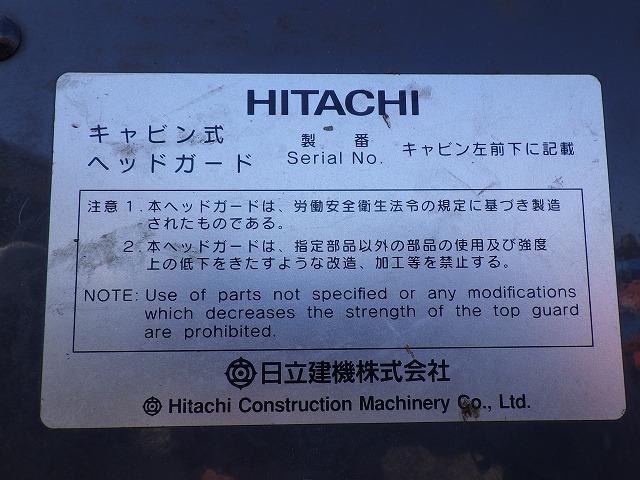 HITACHI
キャビン式
ヘッドガード
製 番
Serial No.
キャビン左前下に記載
注意 1. 本ヘッドガードは、労働安全衛生法令の規定に基づき製造
されたものである。
2. 本ヘッドガードは、指定部品以外の部品の使用及び強度
上の低下をきたすような改造、加工等を禁止する。
NOTE: Use of parts not specified or any modifications
which decreases the strength of the top guard
are prohibited.
日立建機株式会社
Hitachi Construction Machinery Co., Ltd.